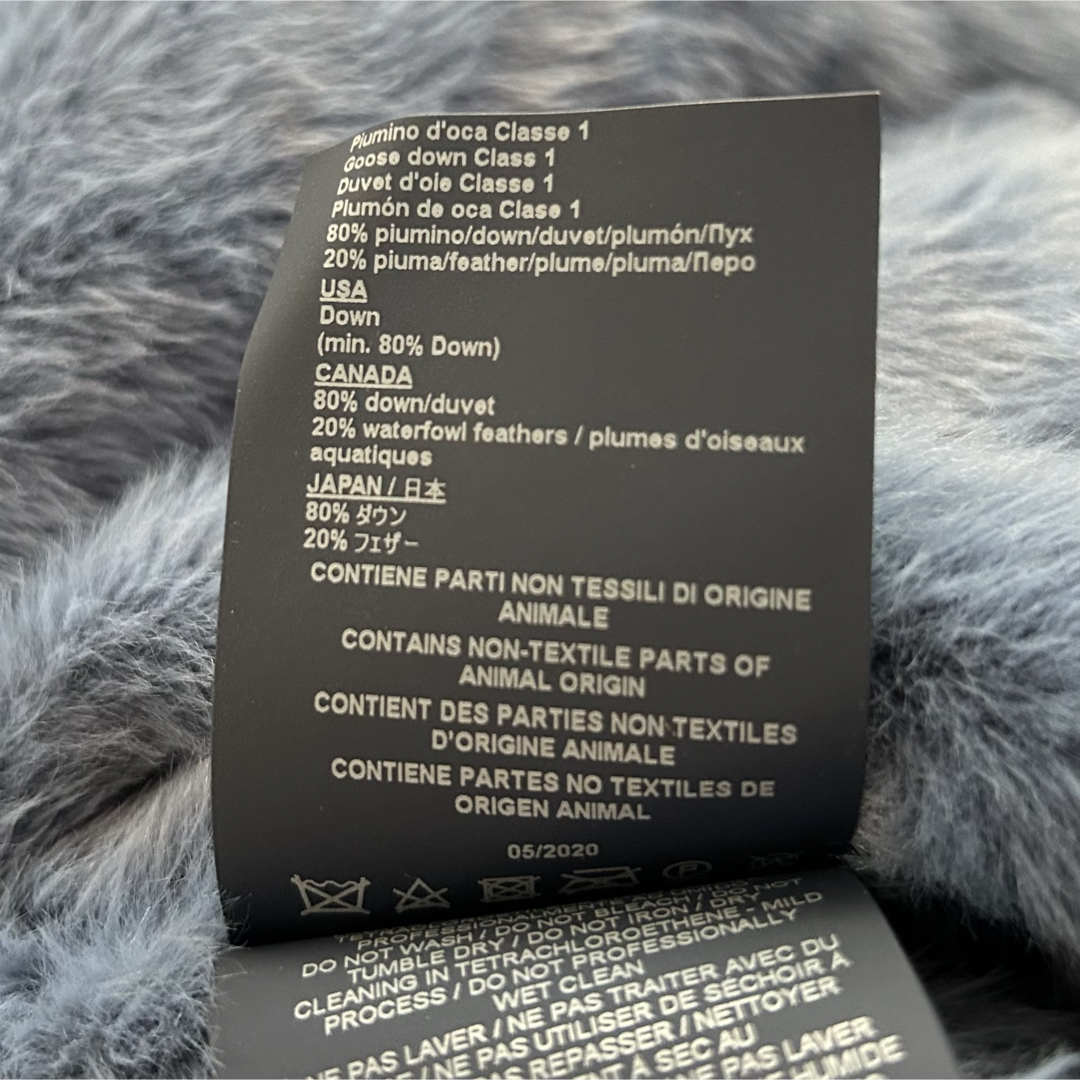 Piumino d'oca Classe 1
Goose down Class 1
Duvet d'oie Classe 1
Plumón de oca Clase 1
80% piumino/down/duvet/plumón/Пух
20% piuma/feather/plume/pluma/Перо
USA
Down
(min. 80% Down)
CANADA
80% down/duvet
20% waterfowl feathers / plumes d'oiseaux
aquatiques
JAPAN / 日本
80% ダウン
20% フェザー
CONTIENE PARTI NON TESSILI DI ORIGINE
ANIMALE
CONTAINS NON-TEXTILE PARTS OF
ANIMAL ORIGIN
CONTIENT DES PARTIES NON TEXTILES
D'ORIGINE ANIMALE
CONTIENE PARTES NO TEXTILES DE
ORIGEN ANIMAL
05/2020
P
DO NOT WASH / DO NOT BLEACH / DO NOT
TUMBLE DRY / DO NOT IRON / DRY
CLEANING IN TETRACHLOROETHENE - MILD
PROCESS / DO NOT PROFESSIONALLY
WET CLEAN
NE PAS LAVER / NE PAS TRAITER AVEC DU
/ NE PAS UTILISER DE SÉCHOIR À
PAS REPASSER / NETTOYER
À SEC AU
PAS LAVER
HUMIDE